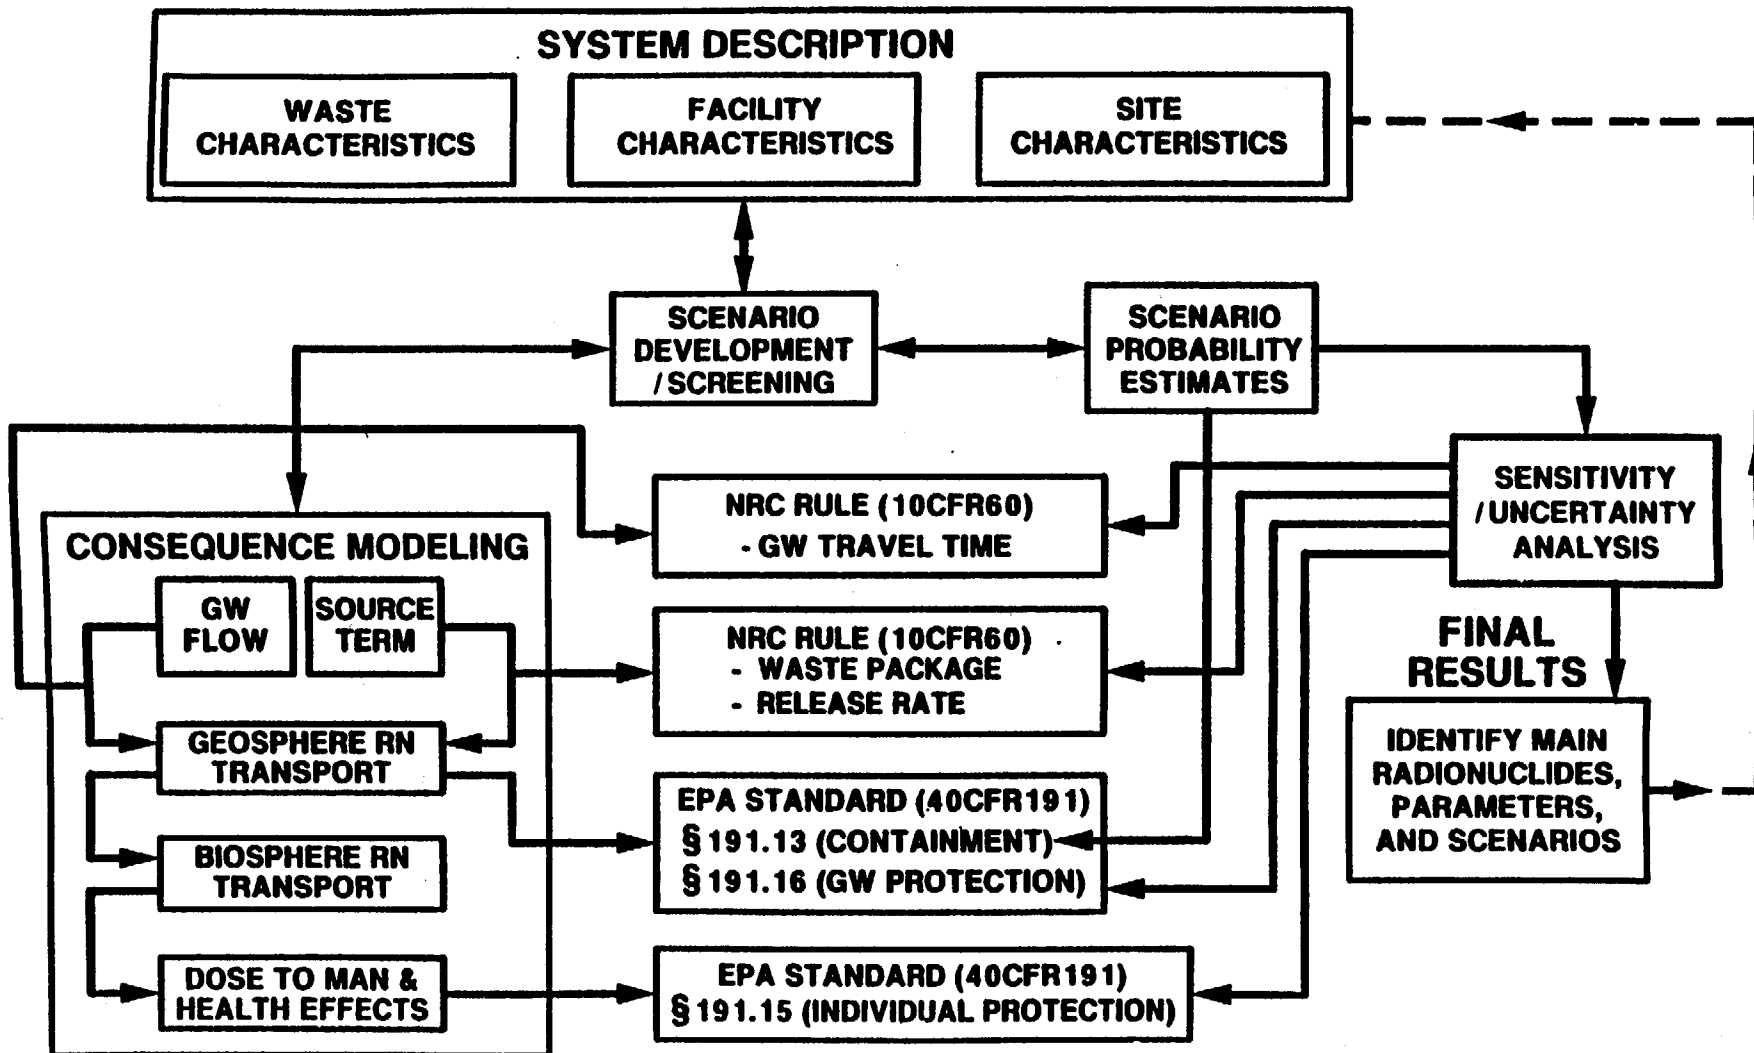 SYSTEM DESCRIPTION
WASTE
CHARACTERISTICS
FACILITY
CHARACTERISTICS
SITE
CHARACTERISTICS
SCENARIO
DEVELOPMENT
/SCREENING
SCENARIO
PROBABILITY
ESTIMATES
SENSITIVITY
/UNCERTAINTY
ANALYSIS
NRC RULE (10CFR60)
- GW TRAVEL TIME
CONSEQUENCE MODELING
GW
FLOW
SOURCE
TERM
NRC RULE (10CFR60)
- WASTE PACKAGE
- RELEASE RATE
FINAL
RESULTS
GEOSPHERE RN
TRANSPORT
IDENTIFY MAIN
RADIONUCLIDES,
PARAMETERS,
AND SCENARIOS
EPA STANDARD (40CFR191)
§ 191.13 (CONTAINMENT)
§ 191.16 (GW PROTECTION)
BIOSPHERE RN
TRANSPORT
DOSE TO MAN &
HEALTH EFFECTS
EPA STANDARD (40CFR191)
§ 191.15 (INDIVIDUAL PROTECTION)